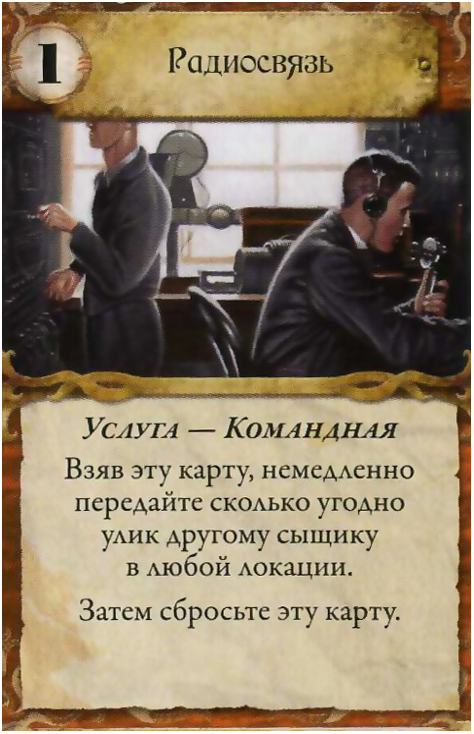 1
Радиосвязь
Услуга — Командная
Взяв эту карту, немедленно
передайте сколько угодно
улик другому сыщику
в любой локации.
Затем сбросьте эту карту.